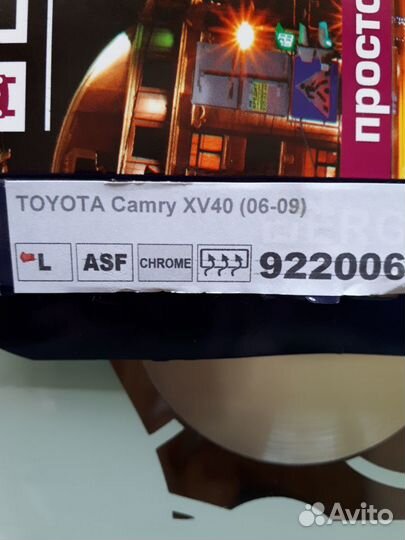 просто
TOYOTA Camry XV40 (06-09)
L ASF CHROME 922006
Avito